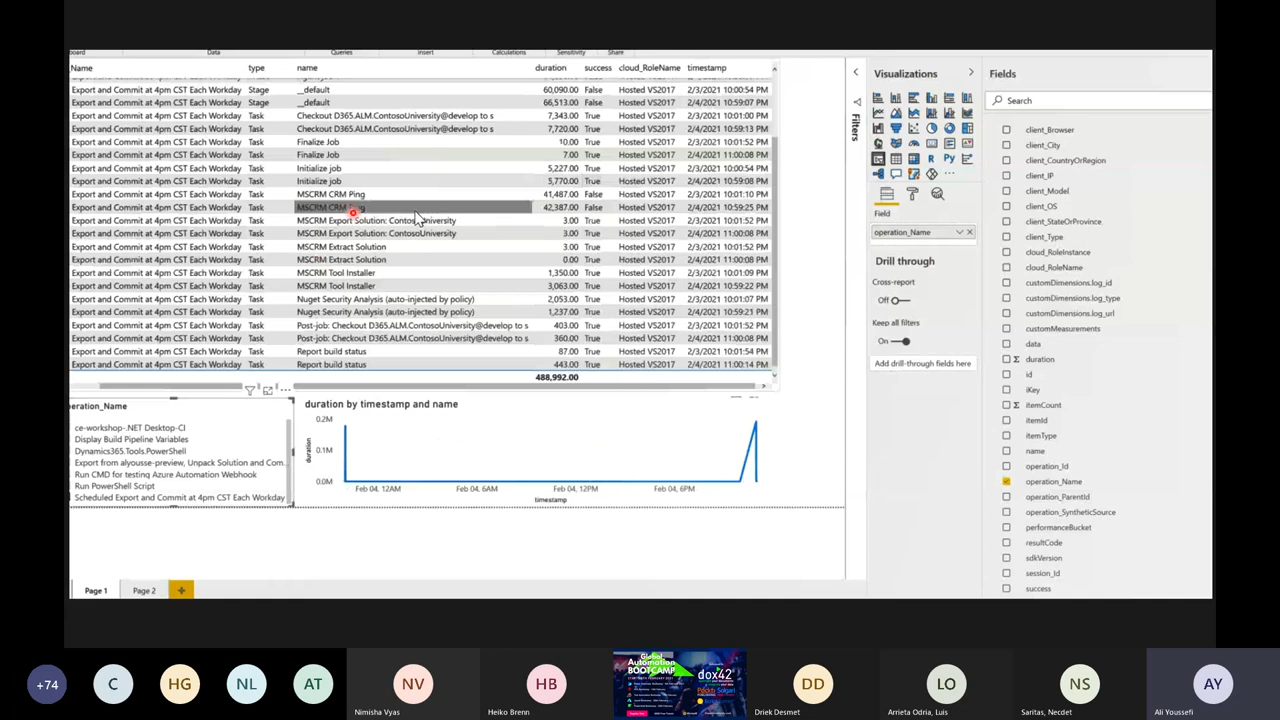 board Data Queries Insert Calculations Sensitivity Share
_Name type name duration success cloud_RoleName timestamp
Export and Commit at 4pm CST Each Workday Stage __default 60,090.00 False Hosted VS2017 2/3/2021 10:00:54 PM
Export and Commit at 4pm CST Each Workday Stage __default 66,513.00 False Hosted VS2017 2/4/2021 10:59:07 PM
Export and Commit at 4pm CST Each Workday Task Checkout D365.ALM.ContosoUniversity@develop to s 7,343.00 True Hosted VS2017 2/3/2021 10:01:00 PM
Export and Commit at 4pm CST Each Workday Task Checkout D365.ALM.ContosoUniversity@develop to s 7,720.00 True Hosted VS2017 2/4/2021 10:59:13 PM
Export and Commit at 4pm CST Each Workday Task Finalize Job 10.00 True Hosted VS2017 2/3/2021 10:01:54 PM
Export and Commit at 4pm CST Each Workday Task Finalize Job 7.00 True Hosted VS2017 2/4/2021 11:00:08 PM
Export and Commit at 4pm CST Each Workday Task Initialize job 5,227.00 True Hosted VS2017 2/3/2021 10:00:54 PM
Export and Commit at 4pm CST Each Workday Task Initialize job 5,770.00 True Hosted VS2017 2/4/2021 10:59:08 PM
Export and Commit at 4pm CST Each Workday Task MSCRM CRM Ping 41,487.00 False Hosted VS2017 2/3/2021 10:01:10 PM
Export and Commit at 4pm CST Each Workday Task MSCRM CRM 42,387.00 False Hosted VS2017 2/4/2021 10:59:25 PM
Export and Commit at 4pm CST Each Workday Task MSCRM Export Solution: ContosoUniversity 3.00 True Hosted VS2017 2/3/2021 10:01:52 PM
Export and Commit at 4pm CST Each Workday Task MSCRM Export Solution: ContosoUniversity 3.00 True Hosted VS2017 2/4/2021 11:00:08 PM
Export and Commit at 4pm CST Each Workday Task MSCRM Extract Solution 3.00 True Hosted VS2017 2/3/2021 10:01:52 PM
Export and Commit at 4pm CST Each Workday Task MSCRM Extract Solution 0.00 True Hosted VS2017 2/4/2021 11:00:08 PM
Export and Commit at 4pm CST Each Workday Task MSCRM Tool Installer 1,350.00 True Hosted VS2017 2/3/2021 10:01:09 PM
Export and Commit at 4pm CST Each Workday Task MSCRM Tool Installer 3,063.00 True Hosted VS2017 2/4/2021 10:59:22 PM
Export and Commit at 4pm CST Each Workday Task Nuget Security Analysis (auto-injected by policy) 2,053.00 True Hosted VS2017 2/3/2021 10:01:07 PM
Export and Commit at 4pm CST Each Workday Task Nuget Security Analysis (auto-injected by policy) 1,237.00 True Hosted VS2017 2/4/2021 10:59:21 PM
Export and Commit at 4pm CST Each Workday Task Post-job: Checkout D365.ALM.ContosoUniversity@develop to s 403.00 True Hosted VS2017 2/3/2021 10:01:52 PM
Export and Commit at 4pm CST Each Workday Task Post-job: Checkout D365.ALM.ContosoUniversity@develop to s 360.00 True Hosted VS2017 2/4/2021 11:00:08 PM
Export and Commit at 4pm CST Each Workday Task Report build status 87.00 True Hosted VS2017 2/3/2021 10:01:54 PM
Export and Commit at 4pm CST Each Workday Task Report build status 443.00 True Hosted VS2017 2/4/2021 11:00:14 PM
488,992.00
operation_Name
ce-workshop-.NET Desktop-CI
Display Build Pipeline Variables
Dynamics365.Tools.PowerShell
Export from alyousse-preview, Unpack Solution and Com...
Run CMD for testing Azure Automation Webhook
Run PowerShell Script
Scheduled Export and Commit at 4pm CST Each Workday
duration by timestamp and name
0.2M
0.1M
0.0M
duration
Feb 04, 12AM Feb 04, 6AM Feb 04, 12PM Feb 04, 6PM
timestamp
Page 1 Page 2 +
Filters
Visualizations
R Py
Field
operation_Name
Drill through
Cross-report
Off
Keep all filters
On
Add drill-through fields here
Fields
Search
client_Browser
client_City
client_CountryOrRegion
client_IP
client_Model
client_OS
client_StateOrProvince
client_Type
cloud_RoleInstance
cloud_RoleName
customDimensions.log_id
customDimensions.log_type
customDimensions.log_url
customMeasurements
data
Σ duration
id
iKey
Σ itemCount
itemId
itemType
name
operation_Id
operation_Name
operation_ParentId
operation_SyntheticSource
performanceBucket
resultCode
sdkVersion
session_Id
success
+74 C HG NL AT NV HB DD LO NS AY
Global
Automation
BOOTCAMP
dox42
Nimisha Vyas Heiko Brenn Driek Desmet Arrieta Odria, Luis Saritas, Necdet Ali Youssefi